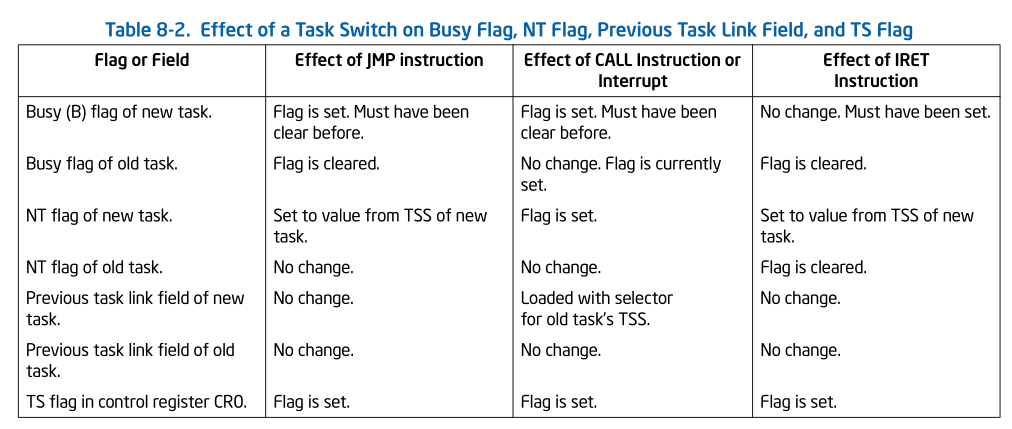 Table 8-2. Effect of a Task Switch on Busy Flag, NT Flag, Previous Task Link Field, and TS Flag
Flag or Field
Effect of JMP instruction
Effect of CALL Instruction or
Interrupt
Effect of IRET
Instruction
Busy (B) flag of new task.
Flag is set. Must have been
clear before.
Flag is set. Must have been
clear before.
No change. Must have been set.
Busy flag of old task.
Flag is cleared.
No change. Flag is currently
set.
Flag is cleared.
NT flag of new task.
Set to value from TSS of new
task.
Flag is set.
Set to value from TSS of new
task.
NT flag of old task.
No change.
No change.
Flag is cleared.
Previous task link field of new
task.
No change.
Loaded with selector
for old task's TSS.
No change.
Previous task link field of old
task.
No change.
No change.
No change.
TS flag in control register CR0.
Flag is set.
Flag is set.
Flag is set.